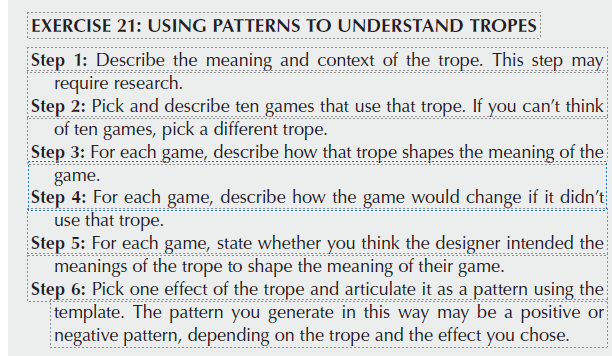 EXERCISE 21: USING PATTERNS TO UNDERSTAND TROPES
Step 1: Describe the meaning and context of the trope. This step may
require research.
Step 2: Pick and describe ten games that use that trope. If you can't think
of ten games, pick a different trope.
Step 3: For each game, describe how that trope shapes the meaning of the
game.
Step 4: For each game, describe how the game would change if it didn't
use that trope.
Step 5: For each game, state whether you think the designer intended the
meanings of the trope to shape the meaning of their game.
Step 6: Pick one effect of the trope and articulate it as a pattern using the
template. The pattern you generate in this way may be a positive or
negative pattern, depending on the trope and the effect you chose.